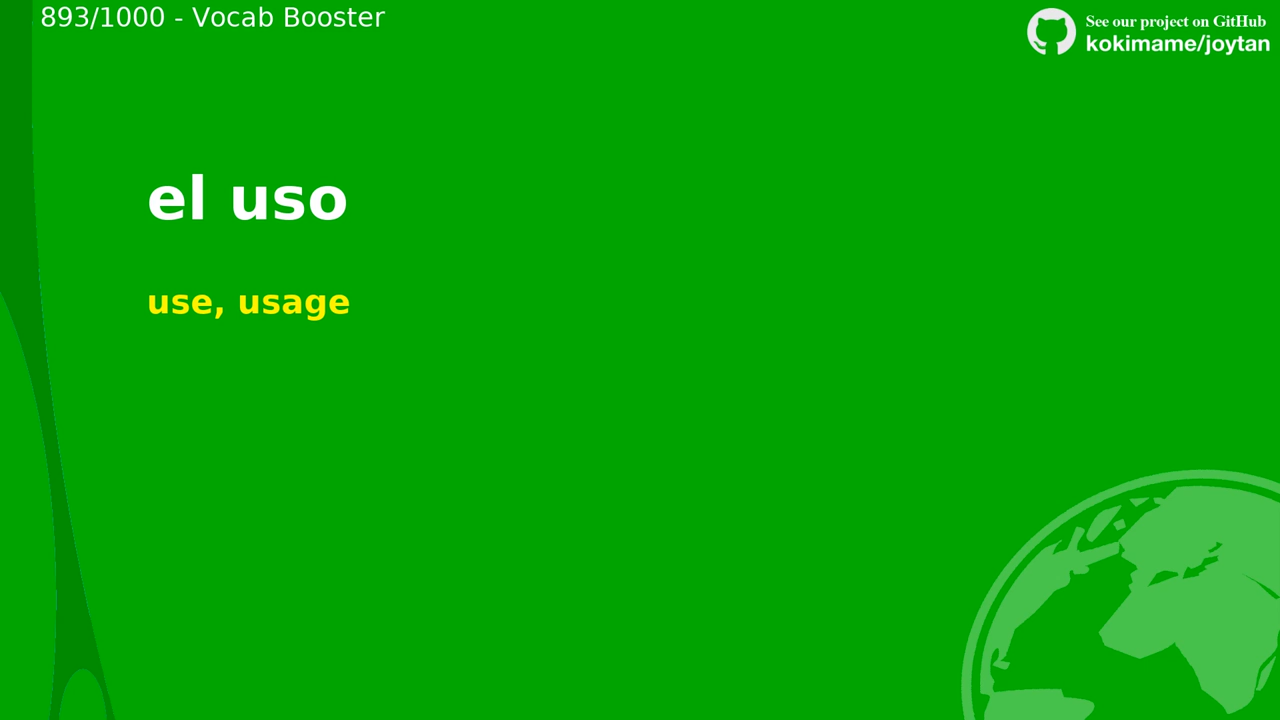 893/1000 - Vocab Booster
See our project on GitHub
kokimame/joytan
el uso
use, usage